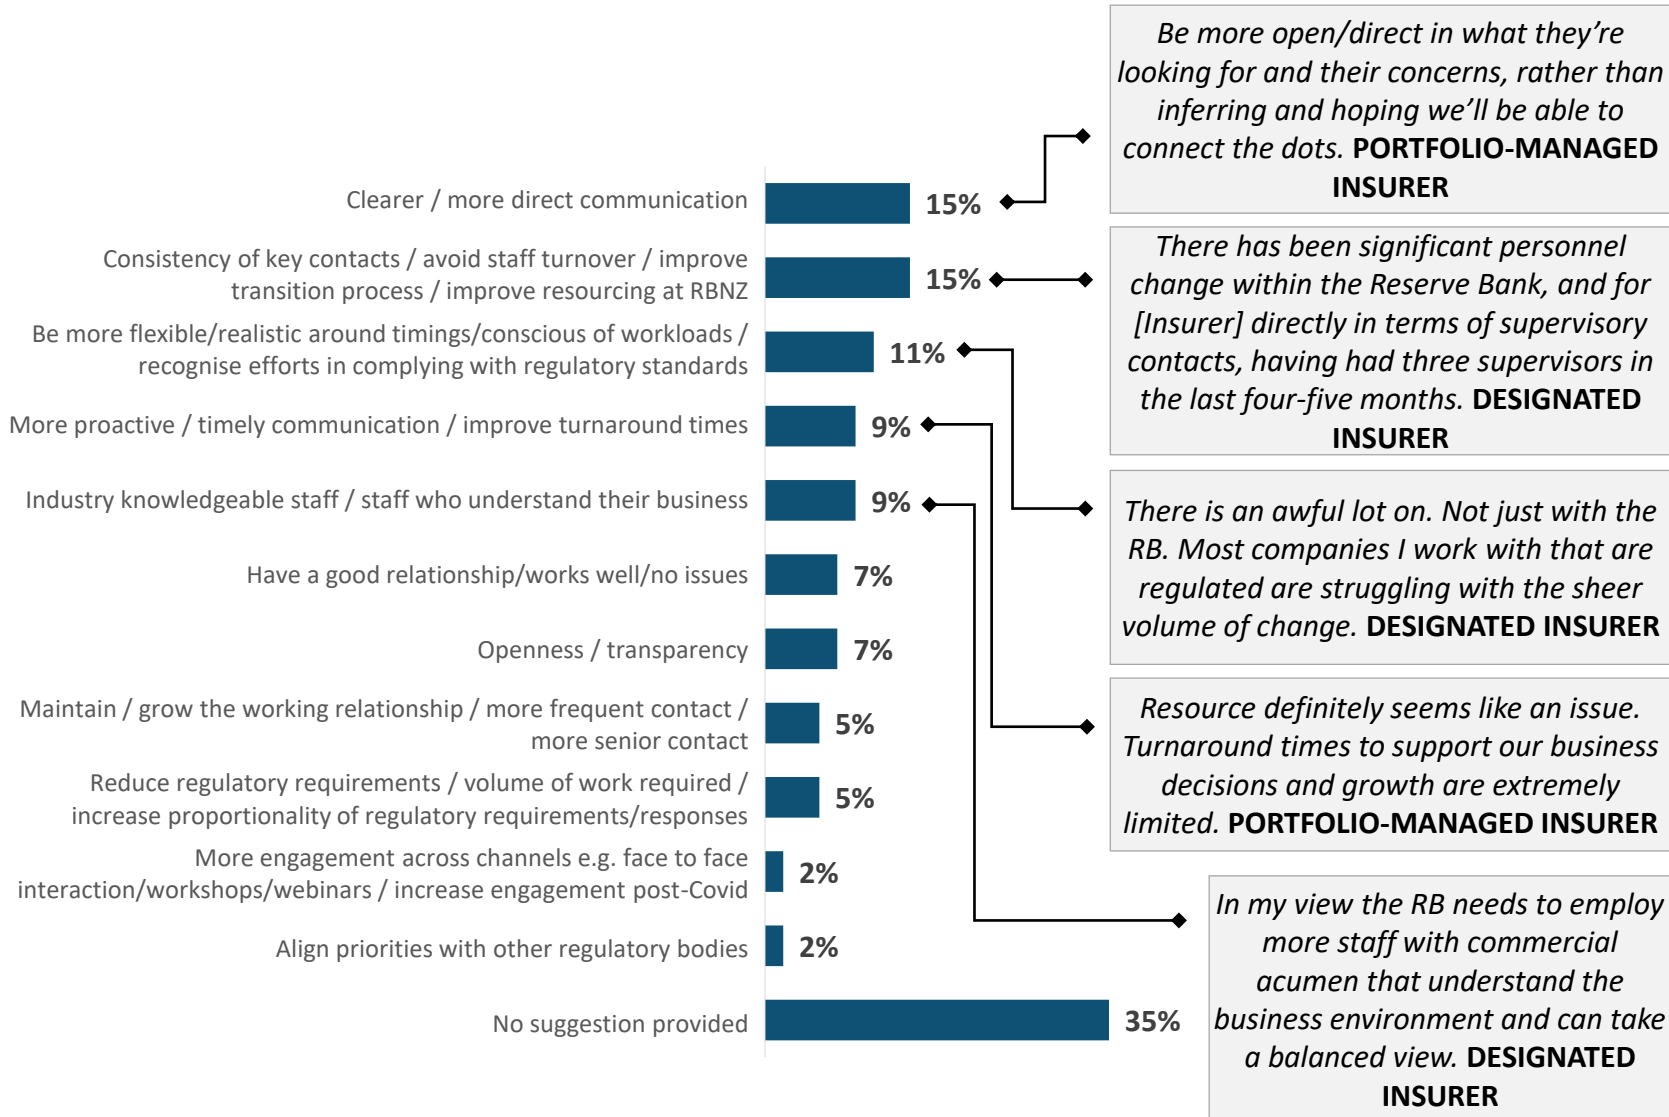 Clearer / more direct communication
15%
Consistency of key contacts / avoid staff turnover / improve
transition process / improve resourcing at RBNZ
15%
Be more flexible/realistic around timings/conscious of workloads /
recognise efforts in complying with regulatory standards
11%
More proactive / timely communication / improve turnaround times
9%
Industry knowledgeable staff / staff who understand their business
9%
Have a good relationship/works well/no issues
7%
Openness / transparency
7%
Maintain / grow the working relationship / more frequent contact /
more senior contact
5%
Reduce regulatory requirements / volume of work required /
increase proportionality of regulatory requirements/responses
5%
More engagement across channels e.g. face to face
interaction/workshops/webinars / increase engagement post-Covid
2%
Align priorities with other regulatory bodies
2%
No suggestion provided
35%
Be more open/direct in what they’re
looking for and their concerns, rather than
inferring and hoping we’ll be able to
connect the dots. PORTFOLIO-MANAGED
INSURER
There has been significant personnel
change within the Reserve Bank, and for
[Insurer] directly in terms of supervisory
contacts, having had three supervisors in
the last four-five months. DESIGNATED
INSURER
There is an awful lot on. Not just with the
RB. Most companies I work with that are
regulated are struggling with the sheer
volume of change. DESIGNATED INSURER
Resource definitely seems like an issue.
Turnaround times to support our business
decisions and growth are extremely
limited. PORTFOLIO-MANAGED INSURER
In my view the RB needs to employ
more staff with commercial
acumen that understand the
business environment and can take
a balanced view. DESIGNATED
INSURER